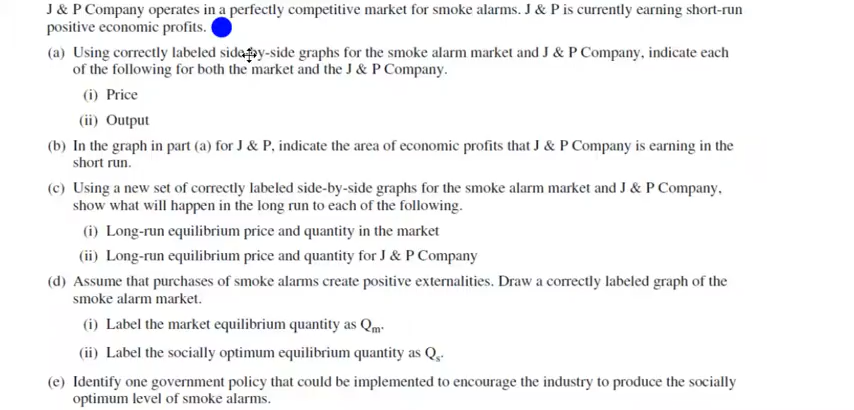 J & P Company operates in a perfectly competitive market for smoke alarms. J & P is currently earning short-run
positive economic profits.
(a) Using correctly labeled side-by-side graphs for the smoke alarm market and J & P Company, indicate each
of the following for both the market and the J & P Company.
(i) Price
(ii) Output
(b) In the graph in part (a) for J & P, indicate the area of economic profits that J & P Company is earning in the
short run.
(c) Using a new set of correctly labeled side-by-side graphs for the smoke alarm market and J & P Company,
show what will happen in the long run to each of the following.
(i) Long-run equilibrium price and quantity in the market
(ii) Long-run equilibrium price and quantity for J & P Company
(d) Assume that purchases of smoke alarms create positive externalities. Draw a correctly labeled graph of the
smoke alarm market.
(i) Label the market equilibrium quantity as Qm.
(ii) Label the socially optimum equilibrium quantity as Qs.
(e) Identify one government policy that could be implemented to encourage the industry to produce the socially
optimum level of smoke alarms.